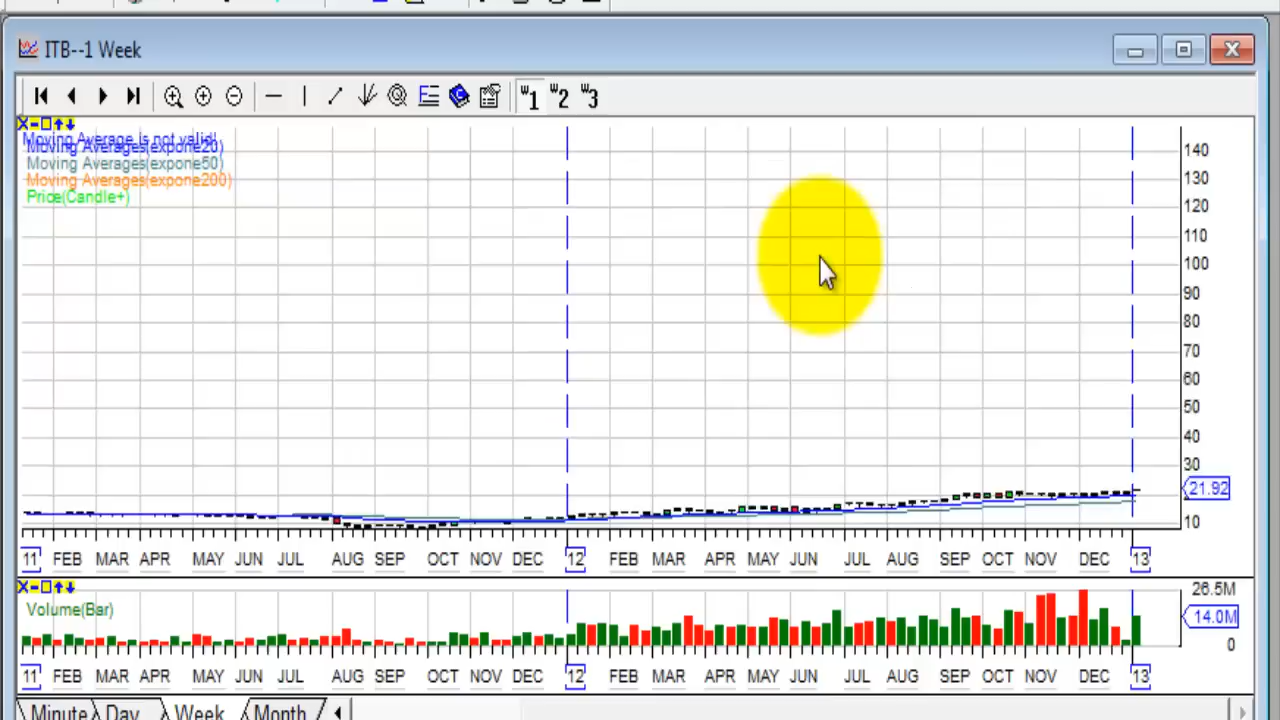 ITB--1 Week
W1 W2 W3
Moving Average is not valid!
Moving Averages(expone20)
Moving Averages(expone50)
Moving Averages(expone200)
Price(Candle+)
140
130
120
110
100
90
80
70
60
50
40
30
21.92
10
11 FEB MAR APR MAY JUN JUL AUG SEP OCT NOV DEC 12 FEB MAR APR MAY JUN JUL AUG SEP OCT NOV DEC 13
26.5M
Volume(Bar)
14.0M
0
11 FEB MAR APR MAY JUN JUL AUG SEP OCT NOV DEC 12 FEB MAR APR MAY JUN JUL AUG SEP OCT NOV DEC 13
Minute Day Week Month